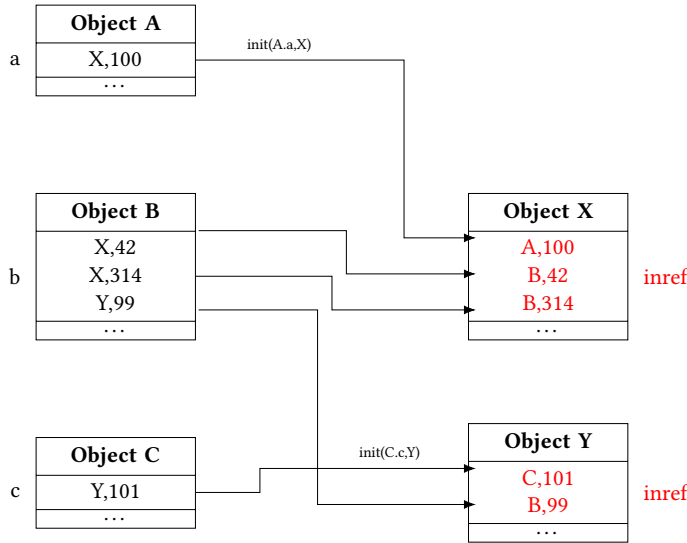 Object A
a
X,100
⋯
init(A.a,X)
Object B
b
X,42
X,314
Y,99
⋯
Object X
A,100
B,42
B,314
⋯
inref
Object C
c
Y,101
⋯
init(C.c,Y)
Object Y
C,101
B,99
⋯
inref